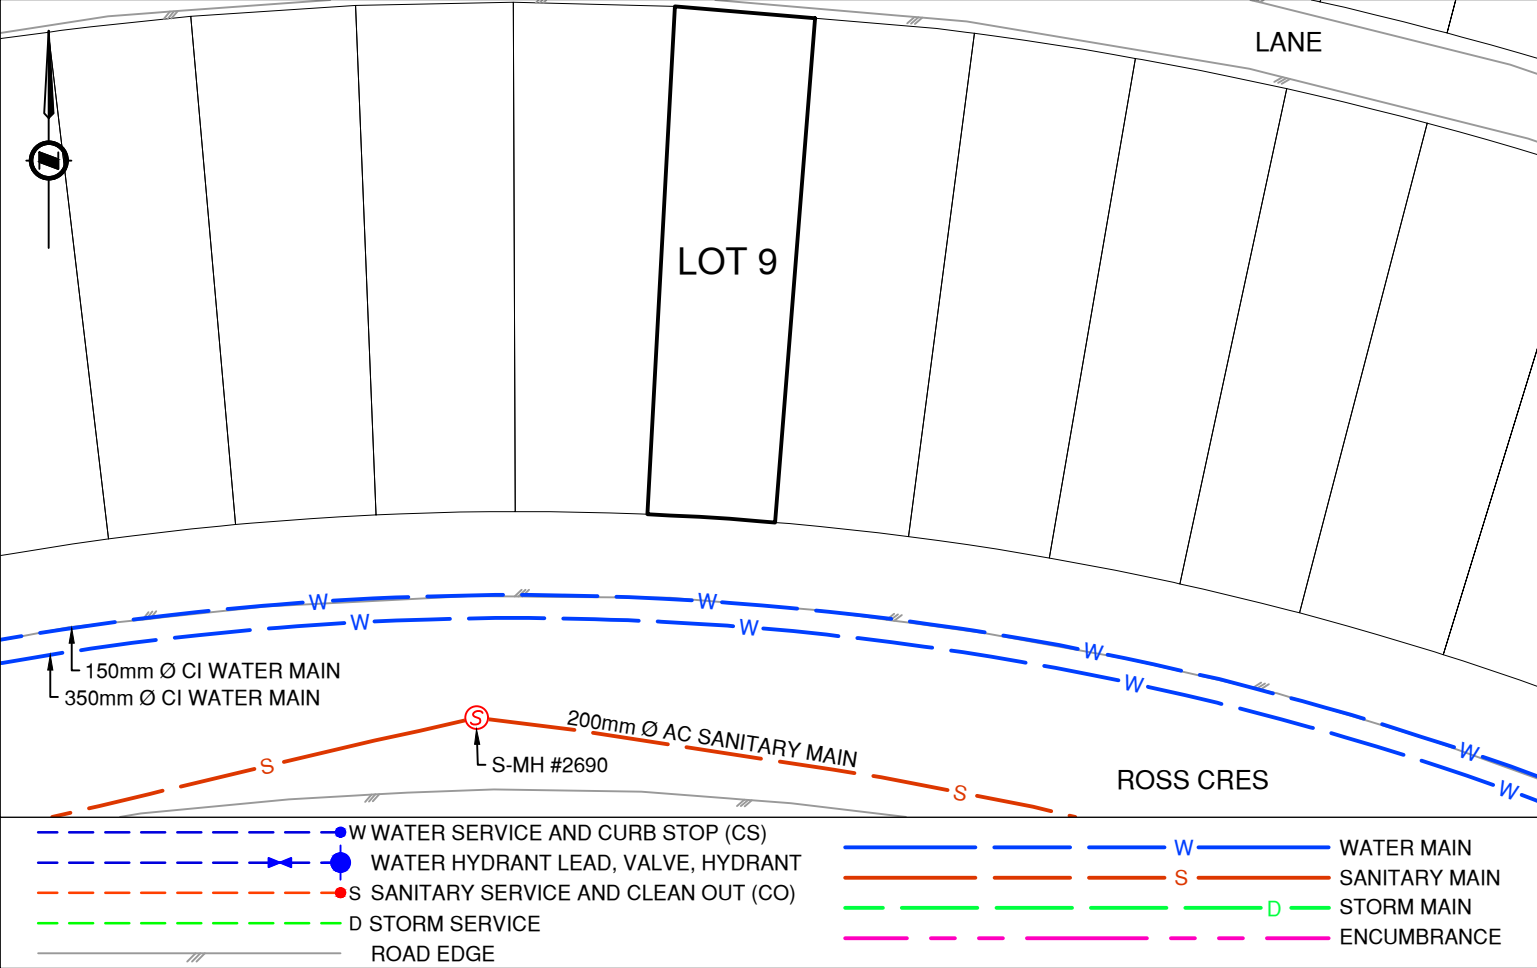 LANE
LOT 9
W
W
W
W
W
W
W
W
150mm Ø CI WATER MAIN
350mm Ø CI WATER MAIN
S
200mm Ø AC SANITARY MAIN
S-MH #2690
S
S
ROSS CRES
W WATER SERVICE AND CURB STOP (CS)
WATER HYDRANT LEAD, VALVE, HYDRANT
S SANITARY SERVICE AND CLEAN OUT (CO)
D STORM SERVICE
ROAD EDGE
W WATER MAIN
S SANITARY MAIN
D STORM MAIN
ENCUMBRANCE